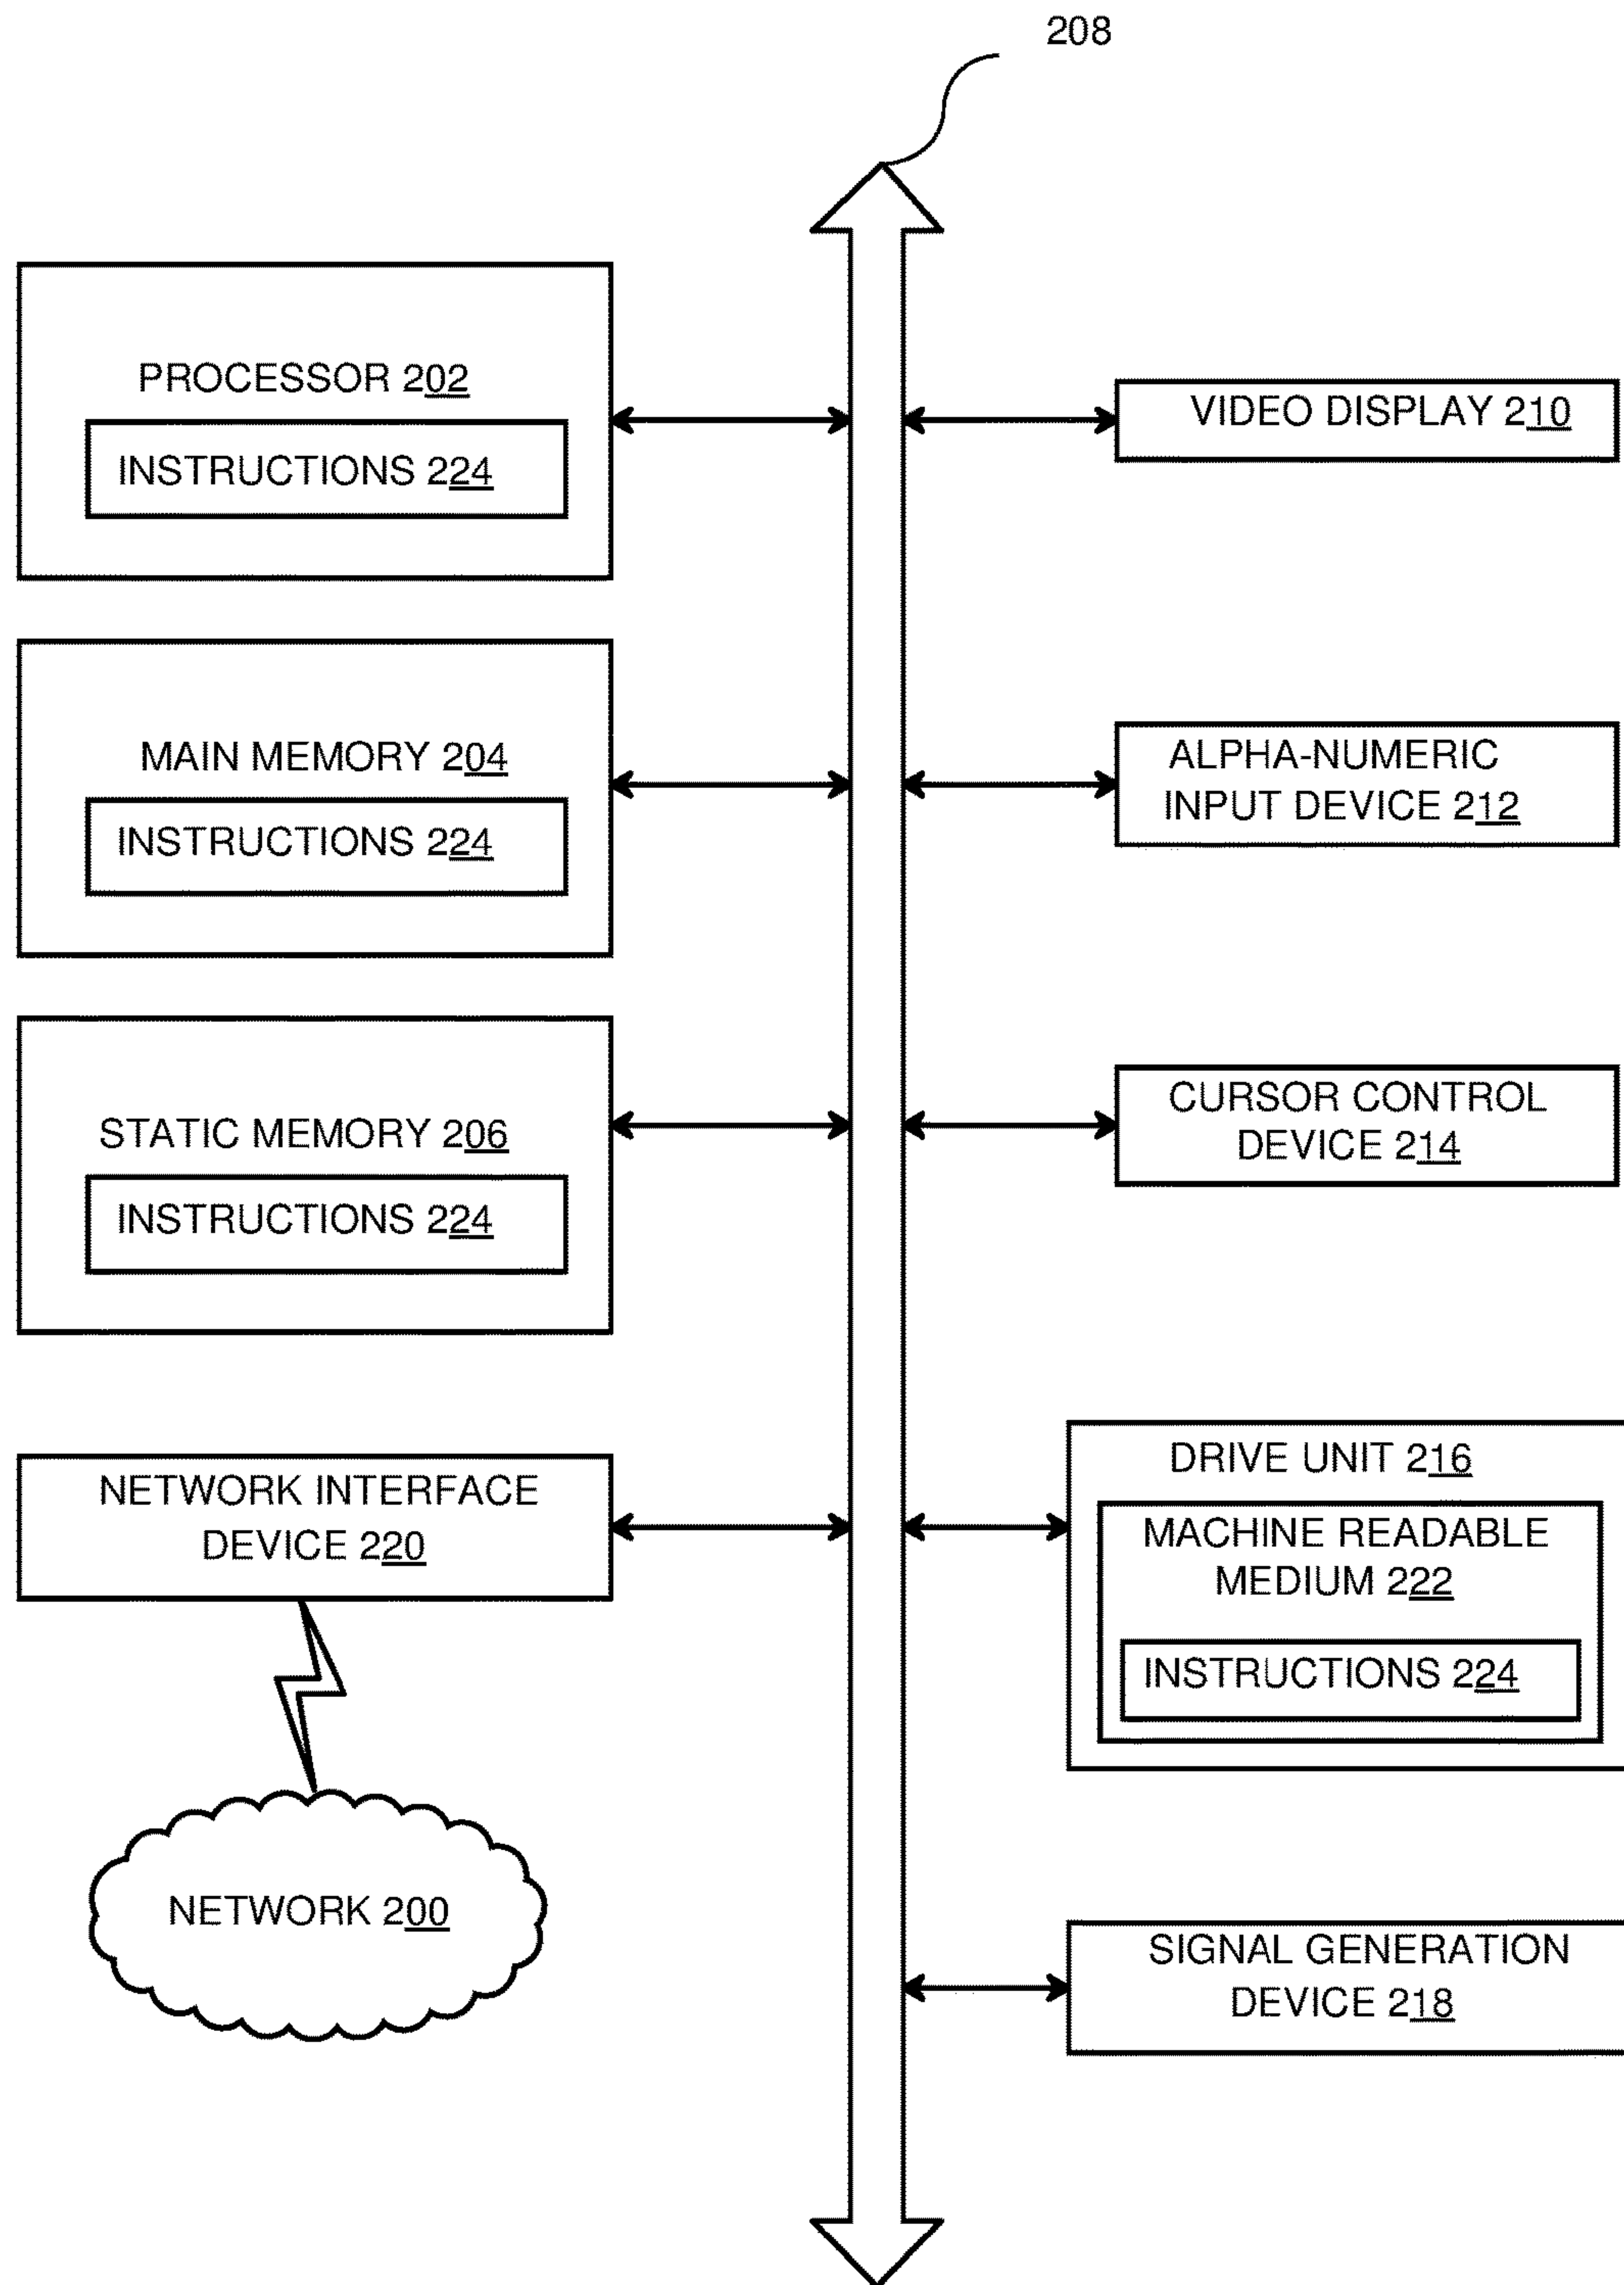 208
PROCESSOR 202
INSTRUCTIONS 224
VIDEO DISPLAY 210
MAIN MEMORY 204
INSTRUCTIONS 224
ALPHA-NUMERIC
INPUT DEVICE 212
STATIC MEMORY 206
INSTRUCTIONS 224
CURSOR CONTROL
DEVICE 214
NETWORK INTERFACE
DEVICE 220
DRIVE UNIT 216
MACHINE READABLE
MEDIUM 222
INSTRUCTIONS 224
NETWORK 200
SIGNAL GENERATION
DEVICE 218